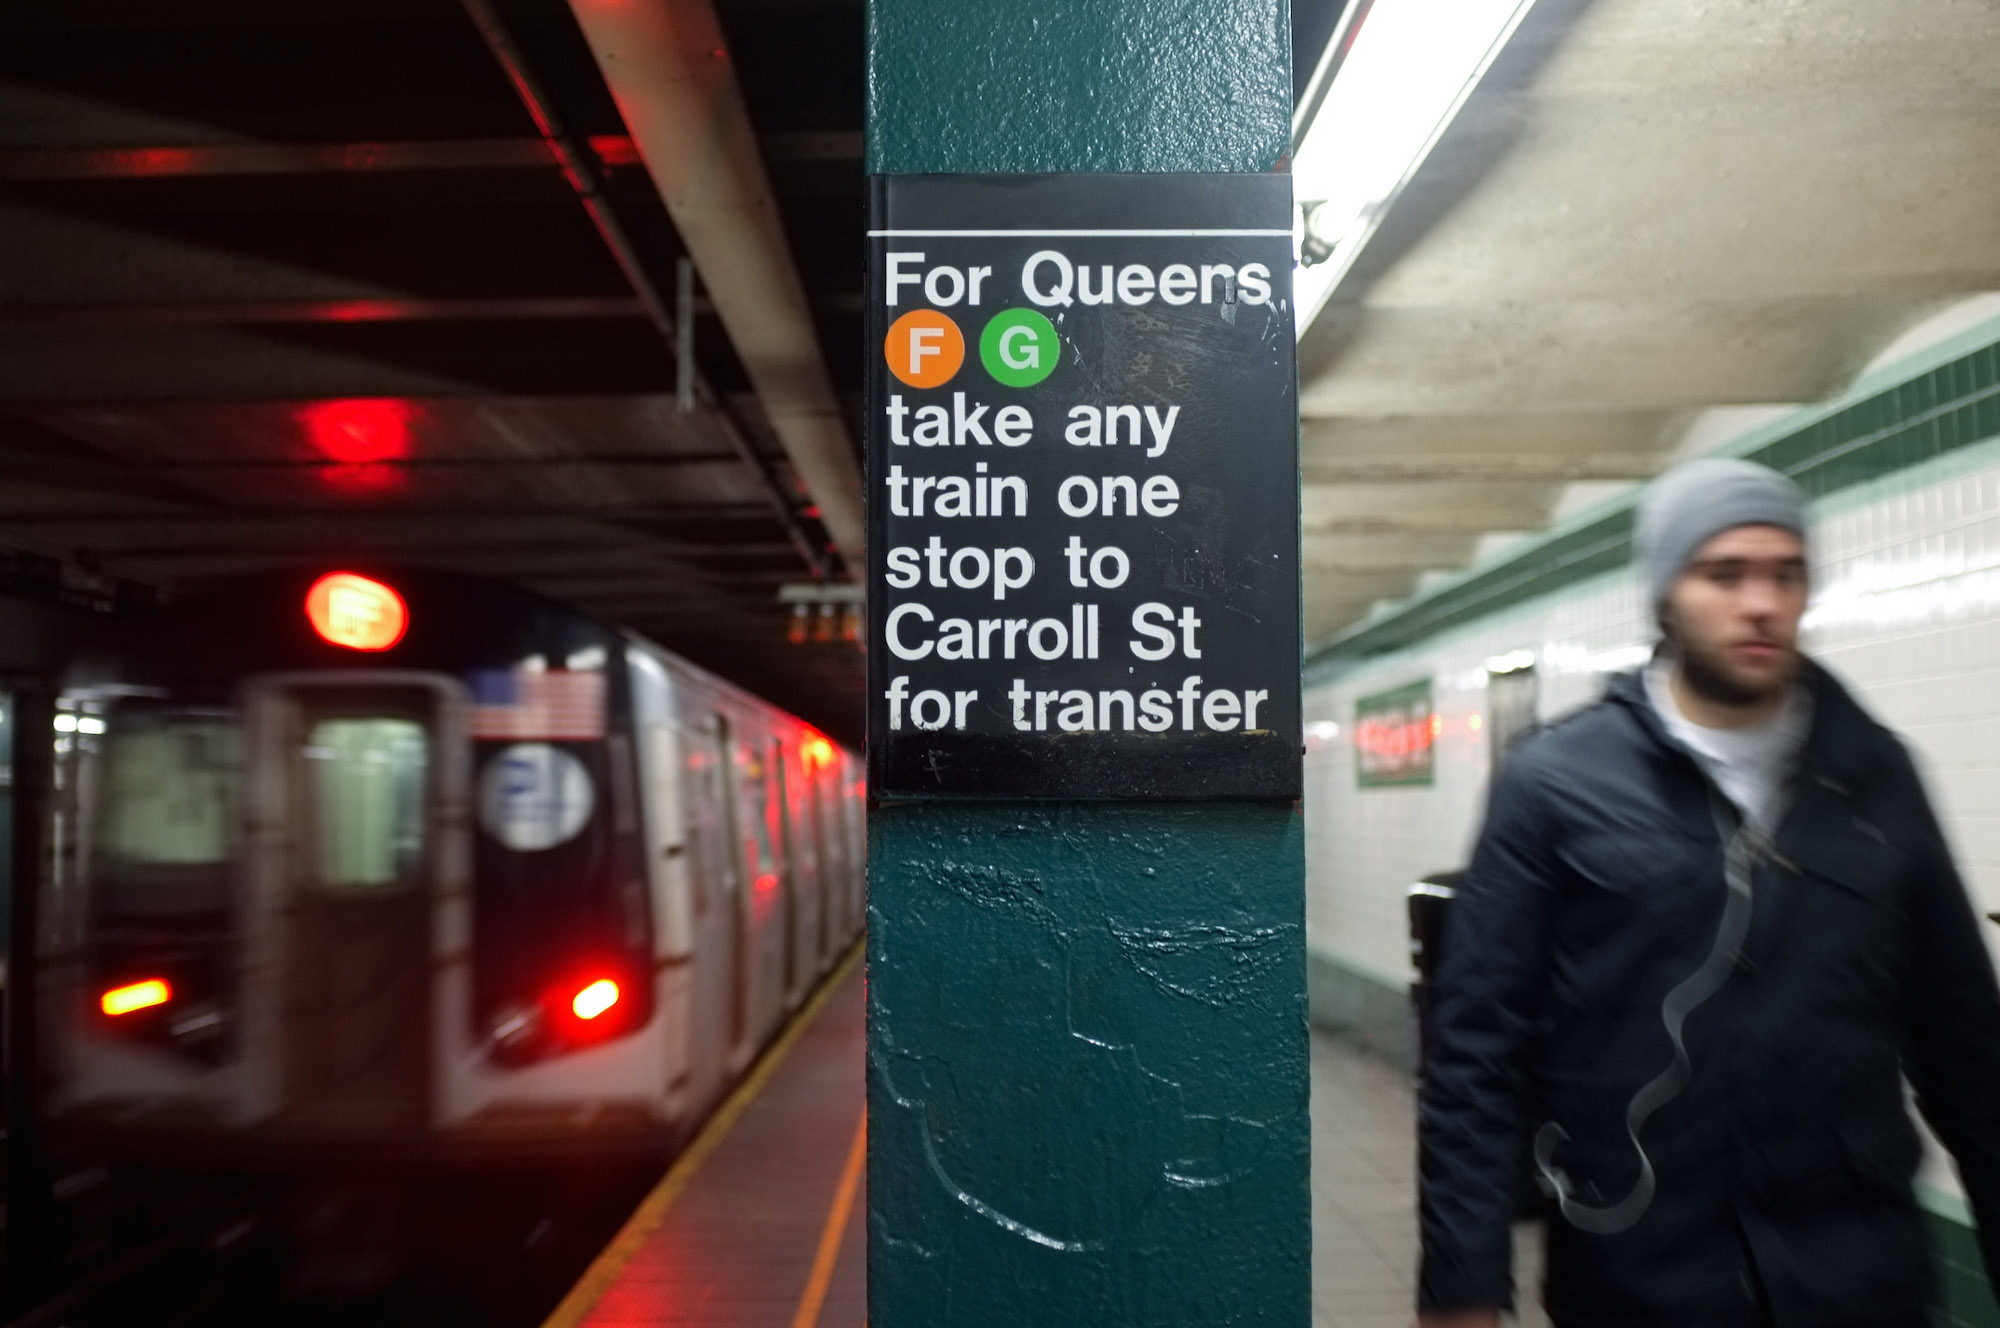 For Queens
F G
take any
train one
stop to
Carroll St
for transfer
F